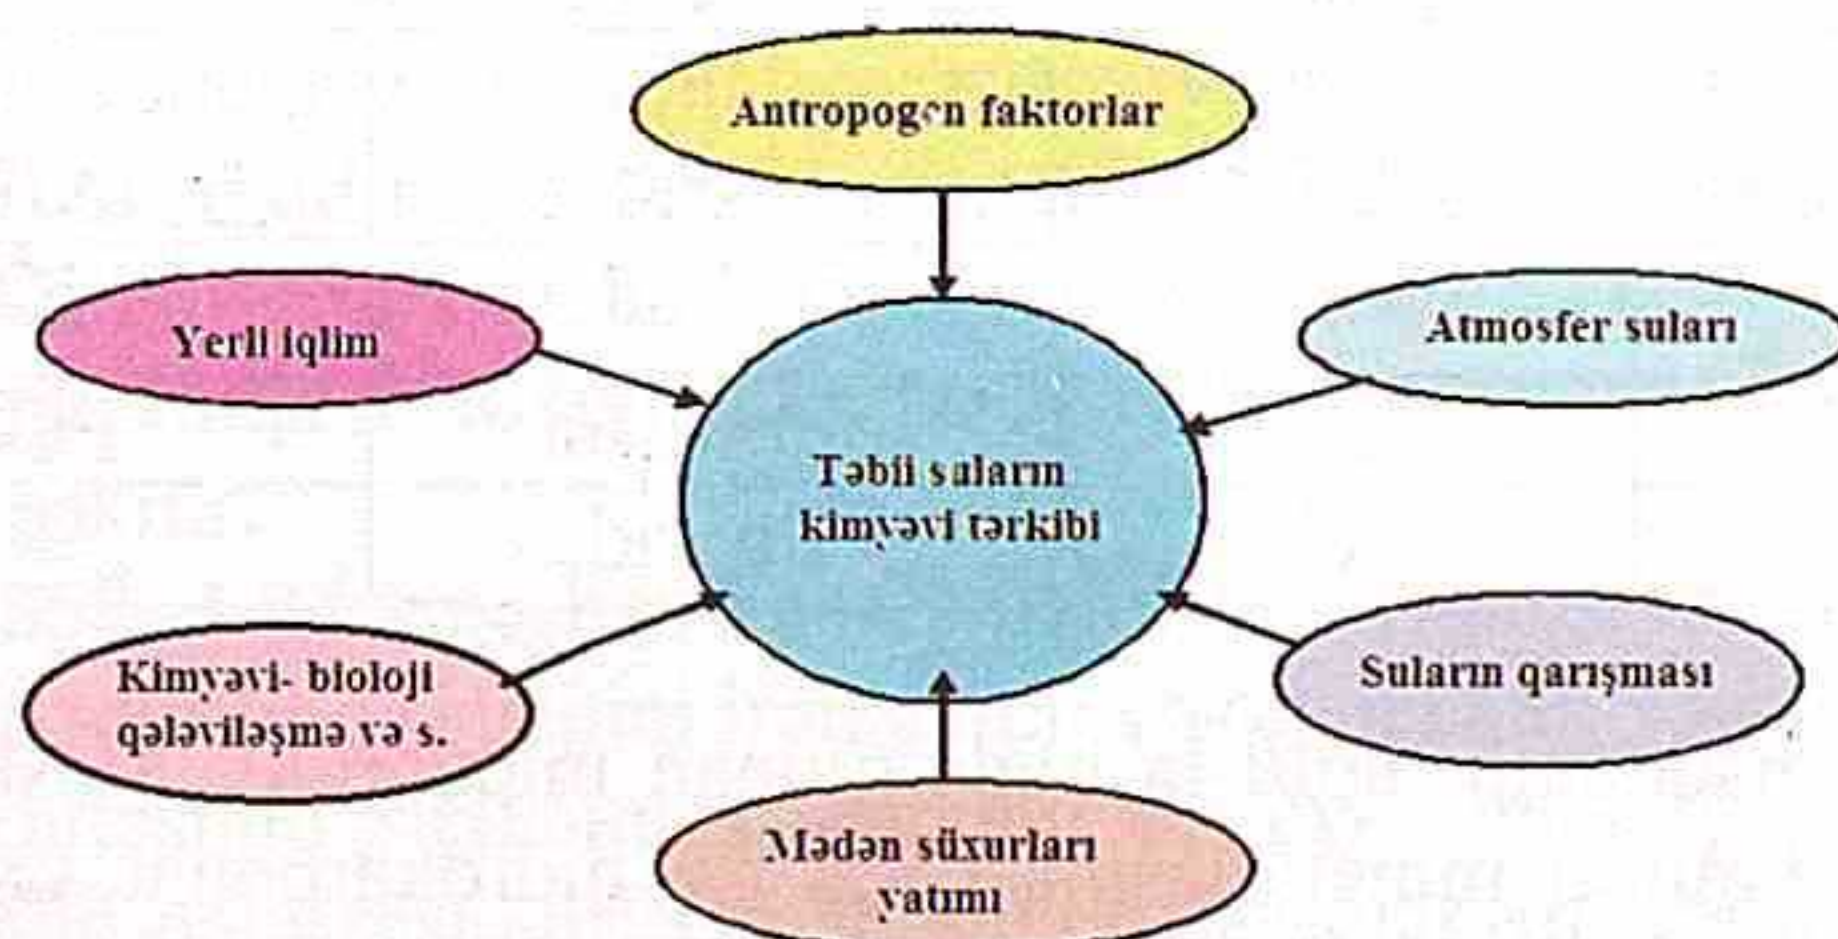 Antropogen faktorlar
Yerli iqlim
Atmosfer suları
Təbii suların
kimyəvi tərkibi
Kimyəvi- bioloji
qələviləşmə və s.
Suların qarışması
Mədən süxurları
yatımı